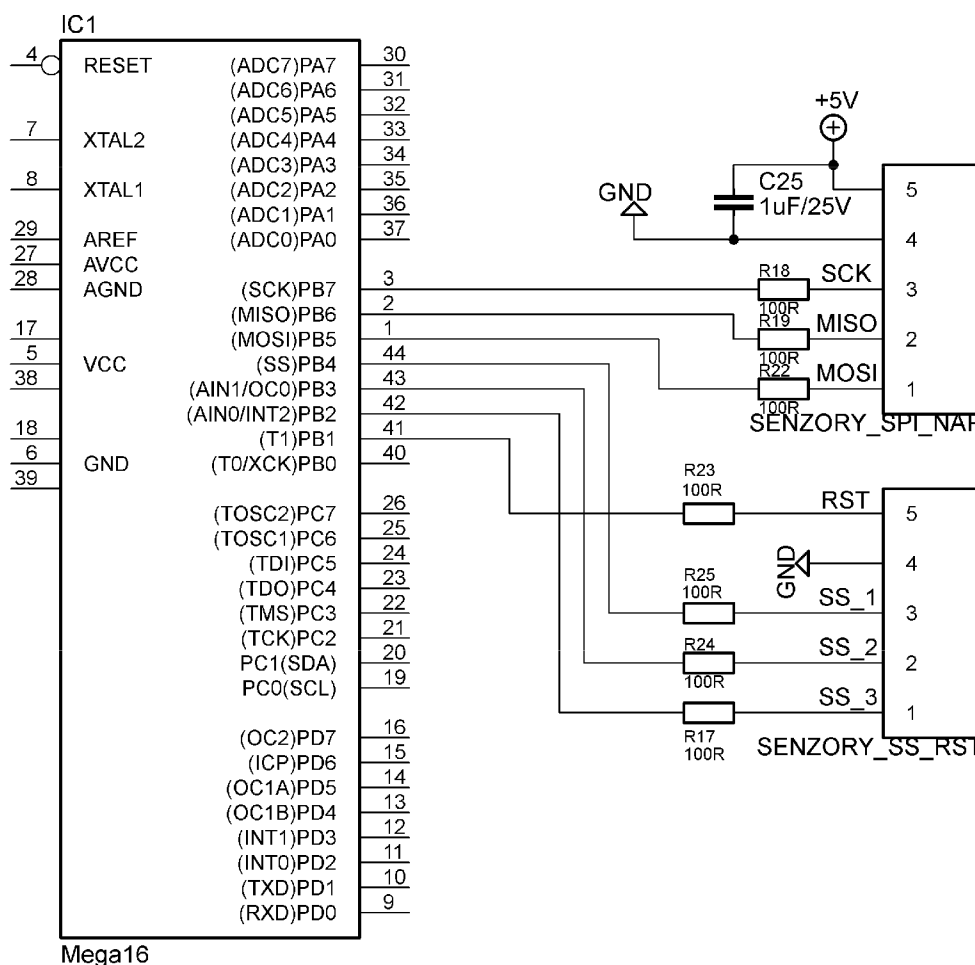 IC1
4 RESET (ADC7)PA7 30
(ADC6)PA6 31
(ADC5)PA5 32
7 XTAL2 (ADC4)PA4 33
(ADC3)PA3 34
8 XTAL1 (ADC2)PA2 35
(ADC1)PA1 36
29 AREF (ADC0)PA0 37
27 AVCC
28 AGND (SCK)PB7 3
(MISO)PB6 2
17 (MOSI)PB5 1
5 VCC (SS)PB4 44
38 (AIN1/OC0)PB3 43
(AIN0/INT2)PB2 42
18 (T1)PB1 41
6 GND (T0/XCK)PB0 40
39
(TOSC2)PC7 26
(TOSC1)PC6 25
(TDI)PC5 24
(TDO)PC4 23
(TMS)PC3 22
(TCK)PC2 21
PC1(SDA) 20
PC0(SCL) 19
(OC2)PD7 16
(ICP)PD6 15
(OC1A)PD5 14
(OC1B)PD4 13
(INT1)PD3 12
(INT0)PD2 11
(TXD)PD1 10
(RXD)PD0 9
Mega16
+5V
C25
1uF/25V
GND
5
4
R18 SCK 3
100R
R19 MISO 2
100R
R22 MOSI 1
100R
SENZORY_SPI_NAP
R23
100R
RST 5
GND 4
R25
100R
SS_1 3
R24
100R
SS_2 2
SS_3 1
R17
100R
SENZORY_SS_RST